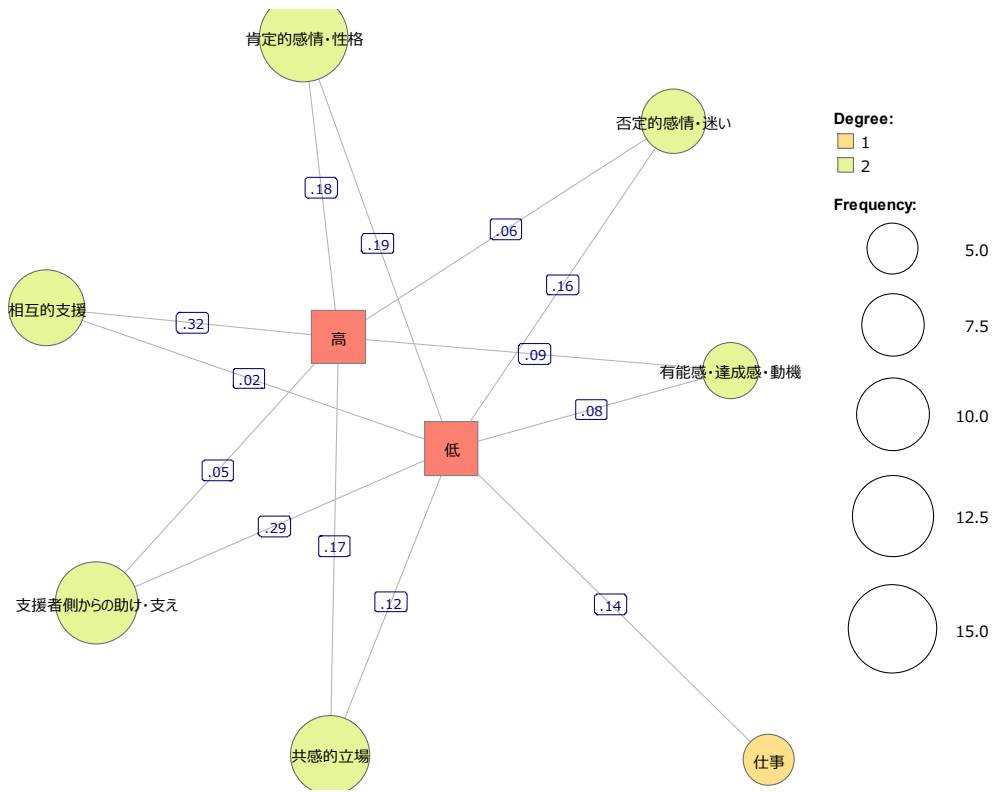 肯定的感情・性格
否定的感情・迷い
Degree:
1
2
Frequency:
5.0
7.5
10.0
12.5
15.0
.18
.06
.19
.16
相互的支援
.32
高
.09
有能感・達成感・動機
.02
.08
低
.05
.29
.17
支援者側からの助け・支え
.12
.14
共感的立場
仕事